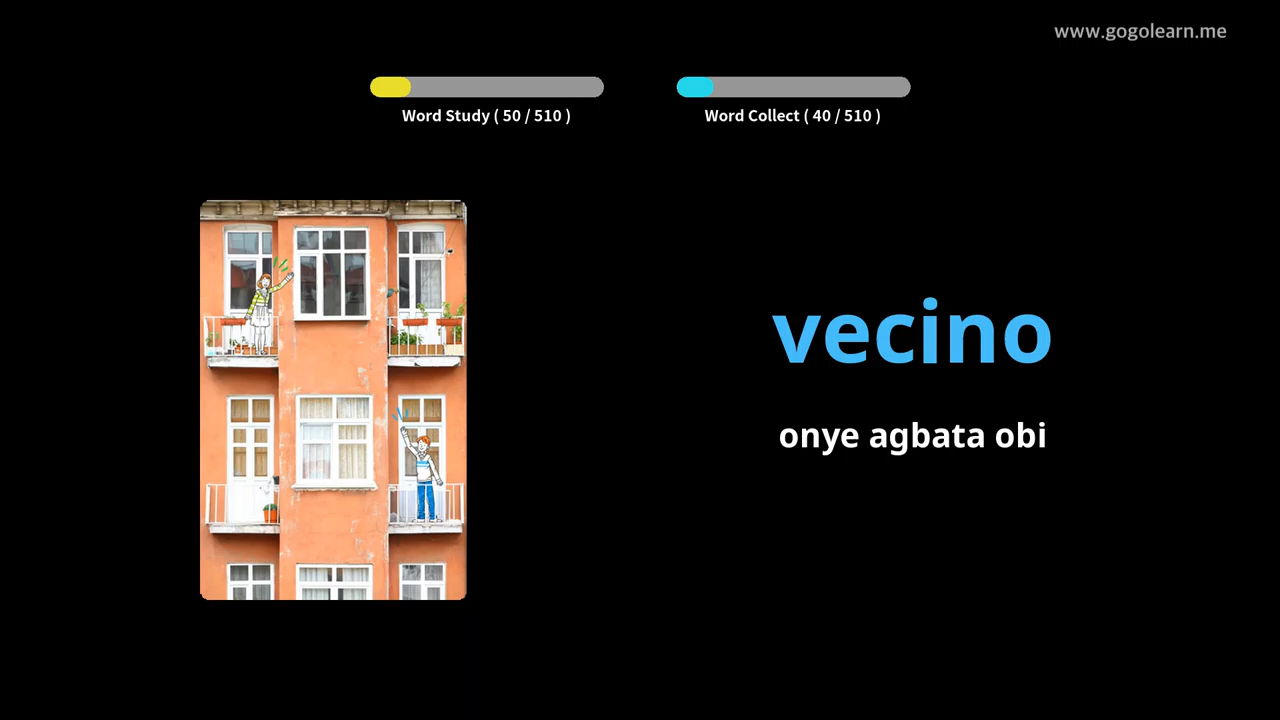 www.gogolearn.me
Word Study ( 50 / 510 )
Word Collect ( 40 / 510 )
vecino
onye agbata obi